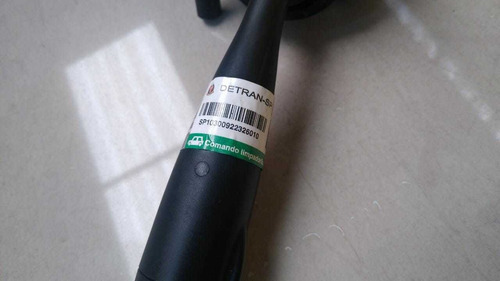 DETRAN-SP
SP10300922326010
Comando limpador